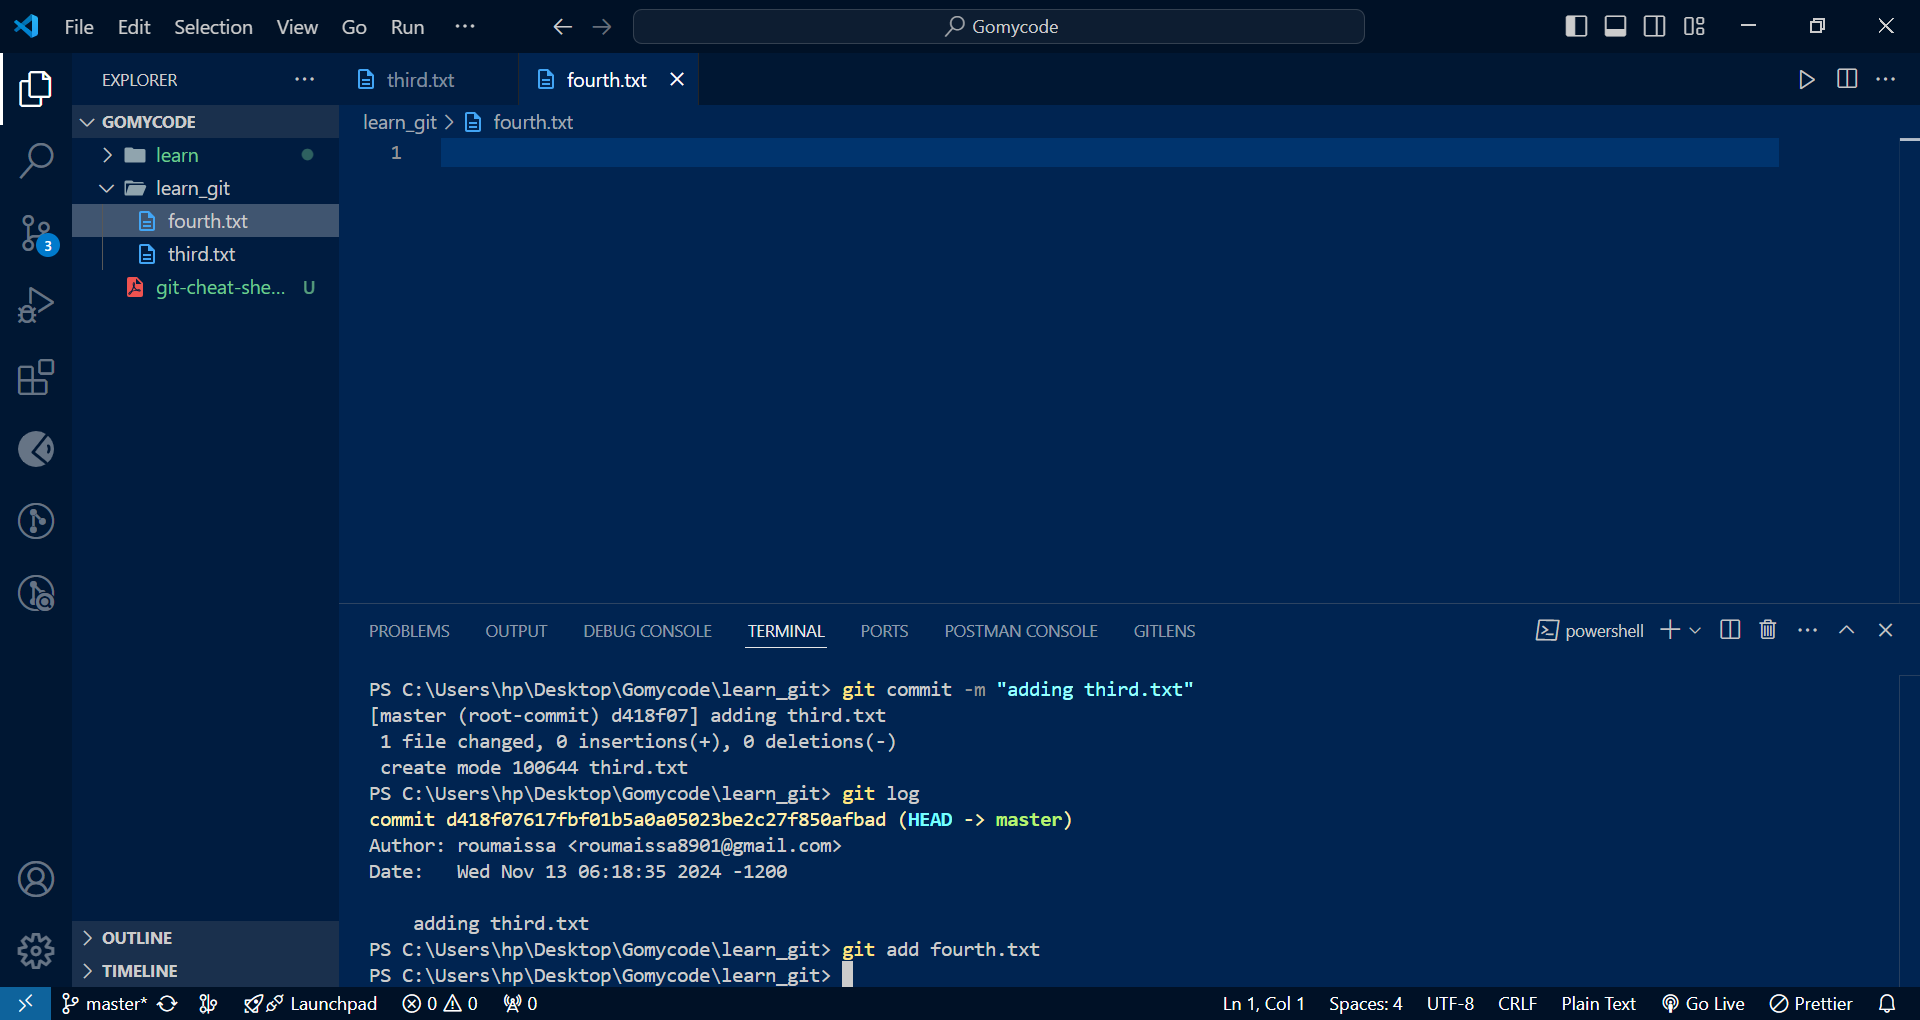 File Edit Selection View Go Run ··· Gomycode
EXPLORER ···
third.txt fourth.txt
GOMYCODE
learn
learn_git
fourth.txt
third.txt
git-cheat-she... U
learn_git > fourth.txt
1
3
PROBLEMS OUTPUT DEBUG CONSOLE TERMINAL PORTS POSTMAN CONSOLE GITLENS powershell
PS C:\Users\hp\Desktop\Gomycode\learn_git> git commit -m "adding third.txt"
[master (root-commit) d418f07] adding third.txt
1 file changed, 0 insertions(+), 0 deletions(-)
create mode 100644 third.txt
PS C:\Users\hp\Desktop\Gomycode\learn_git> git log
commit d418f07617fbf01b5a0a05023be2c27f850afbad (HEAD -> master)
Author: roumaissa <roumaissa8901@gmail.com>
Date:   Wed Nov 13 06:18:35 2024 -1200
adding third.txt
PS C:\Users\hp\Desktop\Gomycode\learn_git> git add fourth.txt
PS C:\Users\hp\Desktop\Gomycode\learn_git>
OUTLINE
TIMELINE
master* Launchpad 0 0 0 Ln 1, Col 1 Spaces: 4 UTF-8 CRLF Plain Text Go Live Prettier